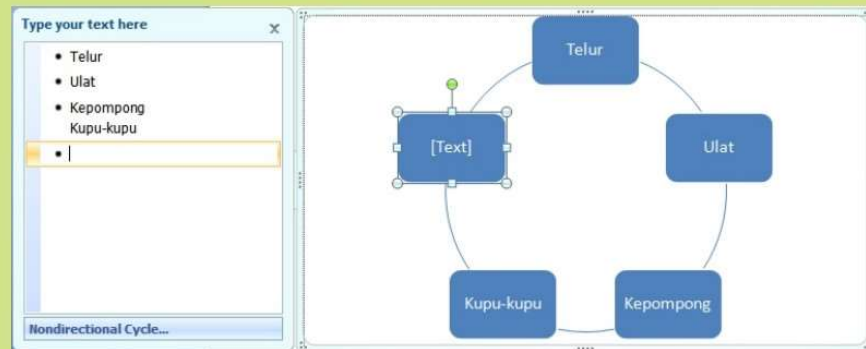 Type your text here
x
• Telur
• Ulat
• Kepompong
Kupu-kupu
•
Nondirectional Cycle...
Telur
[Text]
Ulat
Kupu-kupu
Kepompong